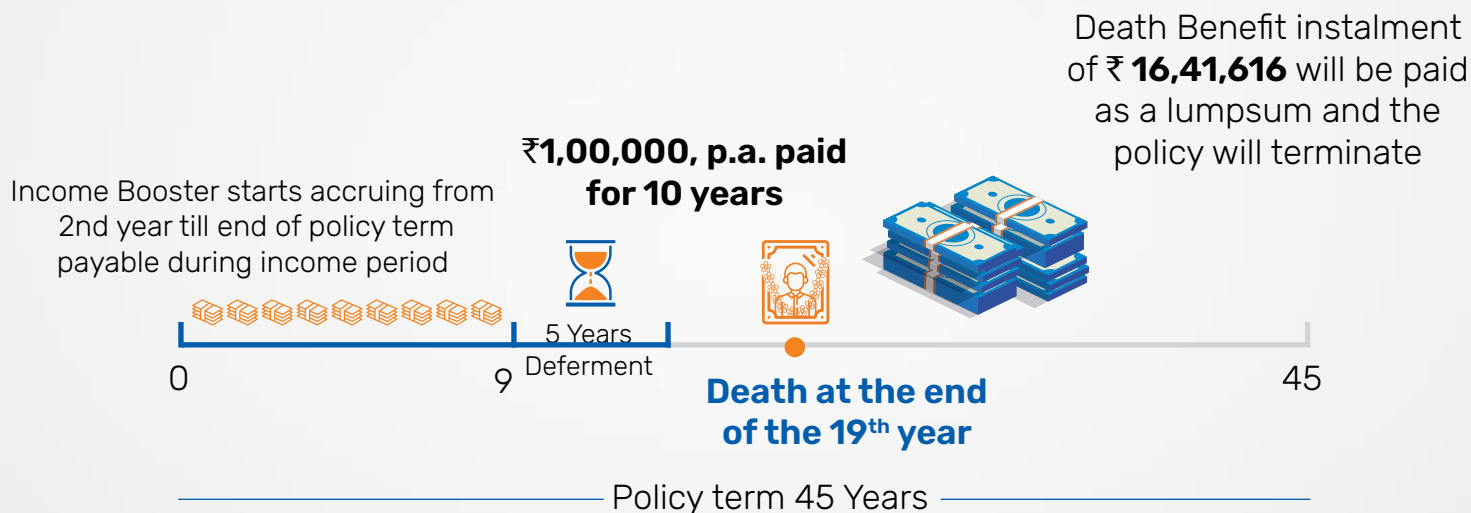 Death Benefit instalment
of ₹ 16,41,616 will be paid
as a lumpsum and the
policy will terminate
₹1,00,000, p.a. paid
for 10 years
Income Booster starts accruing from
2nd year till end of policy term
payable during income period
5 Years
Deferment
0
9
45
Death at the end
of the 19th year
Policy term 45 Years